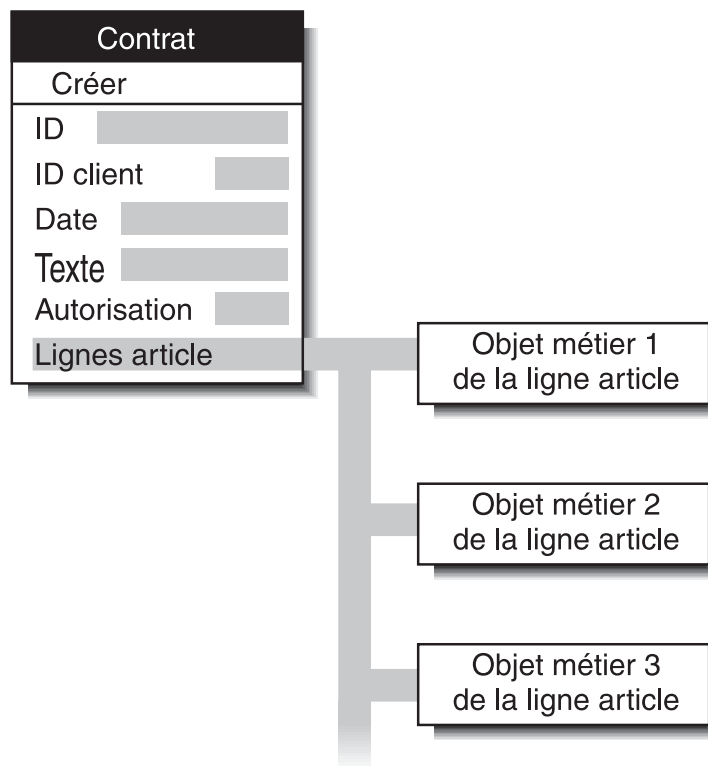 Contrat
Créer
ID
ID client
Date
Texte
Autorisation
Lignes article
Objet métier 1
de la ligne article
Objet métier 2
de la ligne article
Objet métier 3
de la ligne article